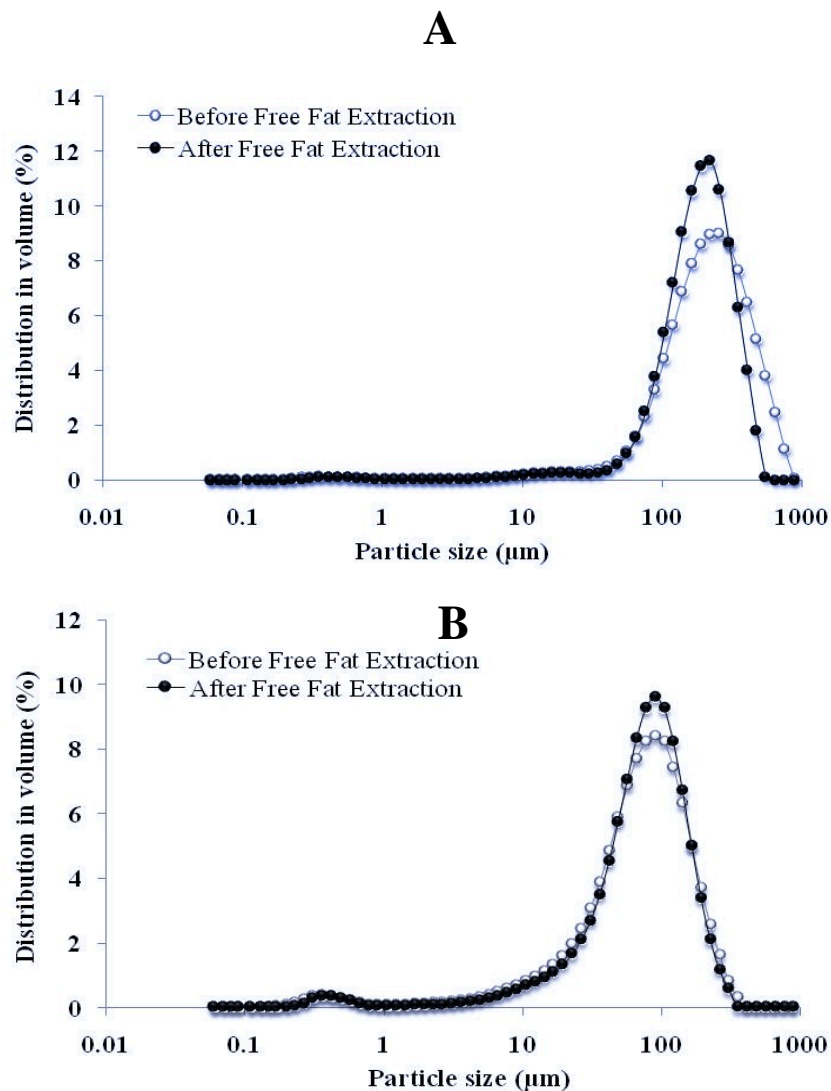 A
14
Before Free Fat Extraction
After Free Fat Extraction
12
10
8
6
4
2
0
Distribution in volume (%)
0.01 0.1 1 10 100 1000
Particle size (µm)
B
12
Before Free Fat Extraction
After Free Fat Extraction
10
8
6
4
2
0
Distribution in volume (%)
0.01 0.1 1 10 100 1000
Particle size (µm)